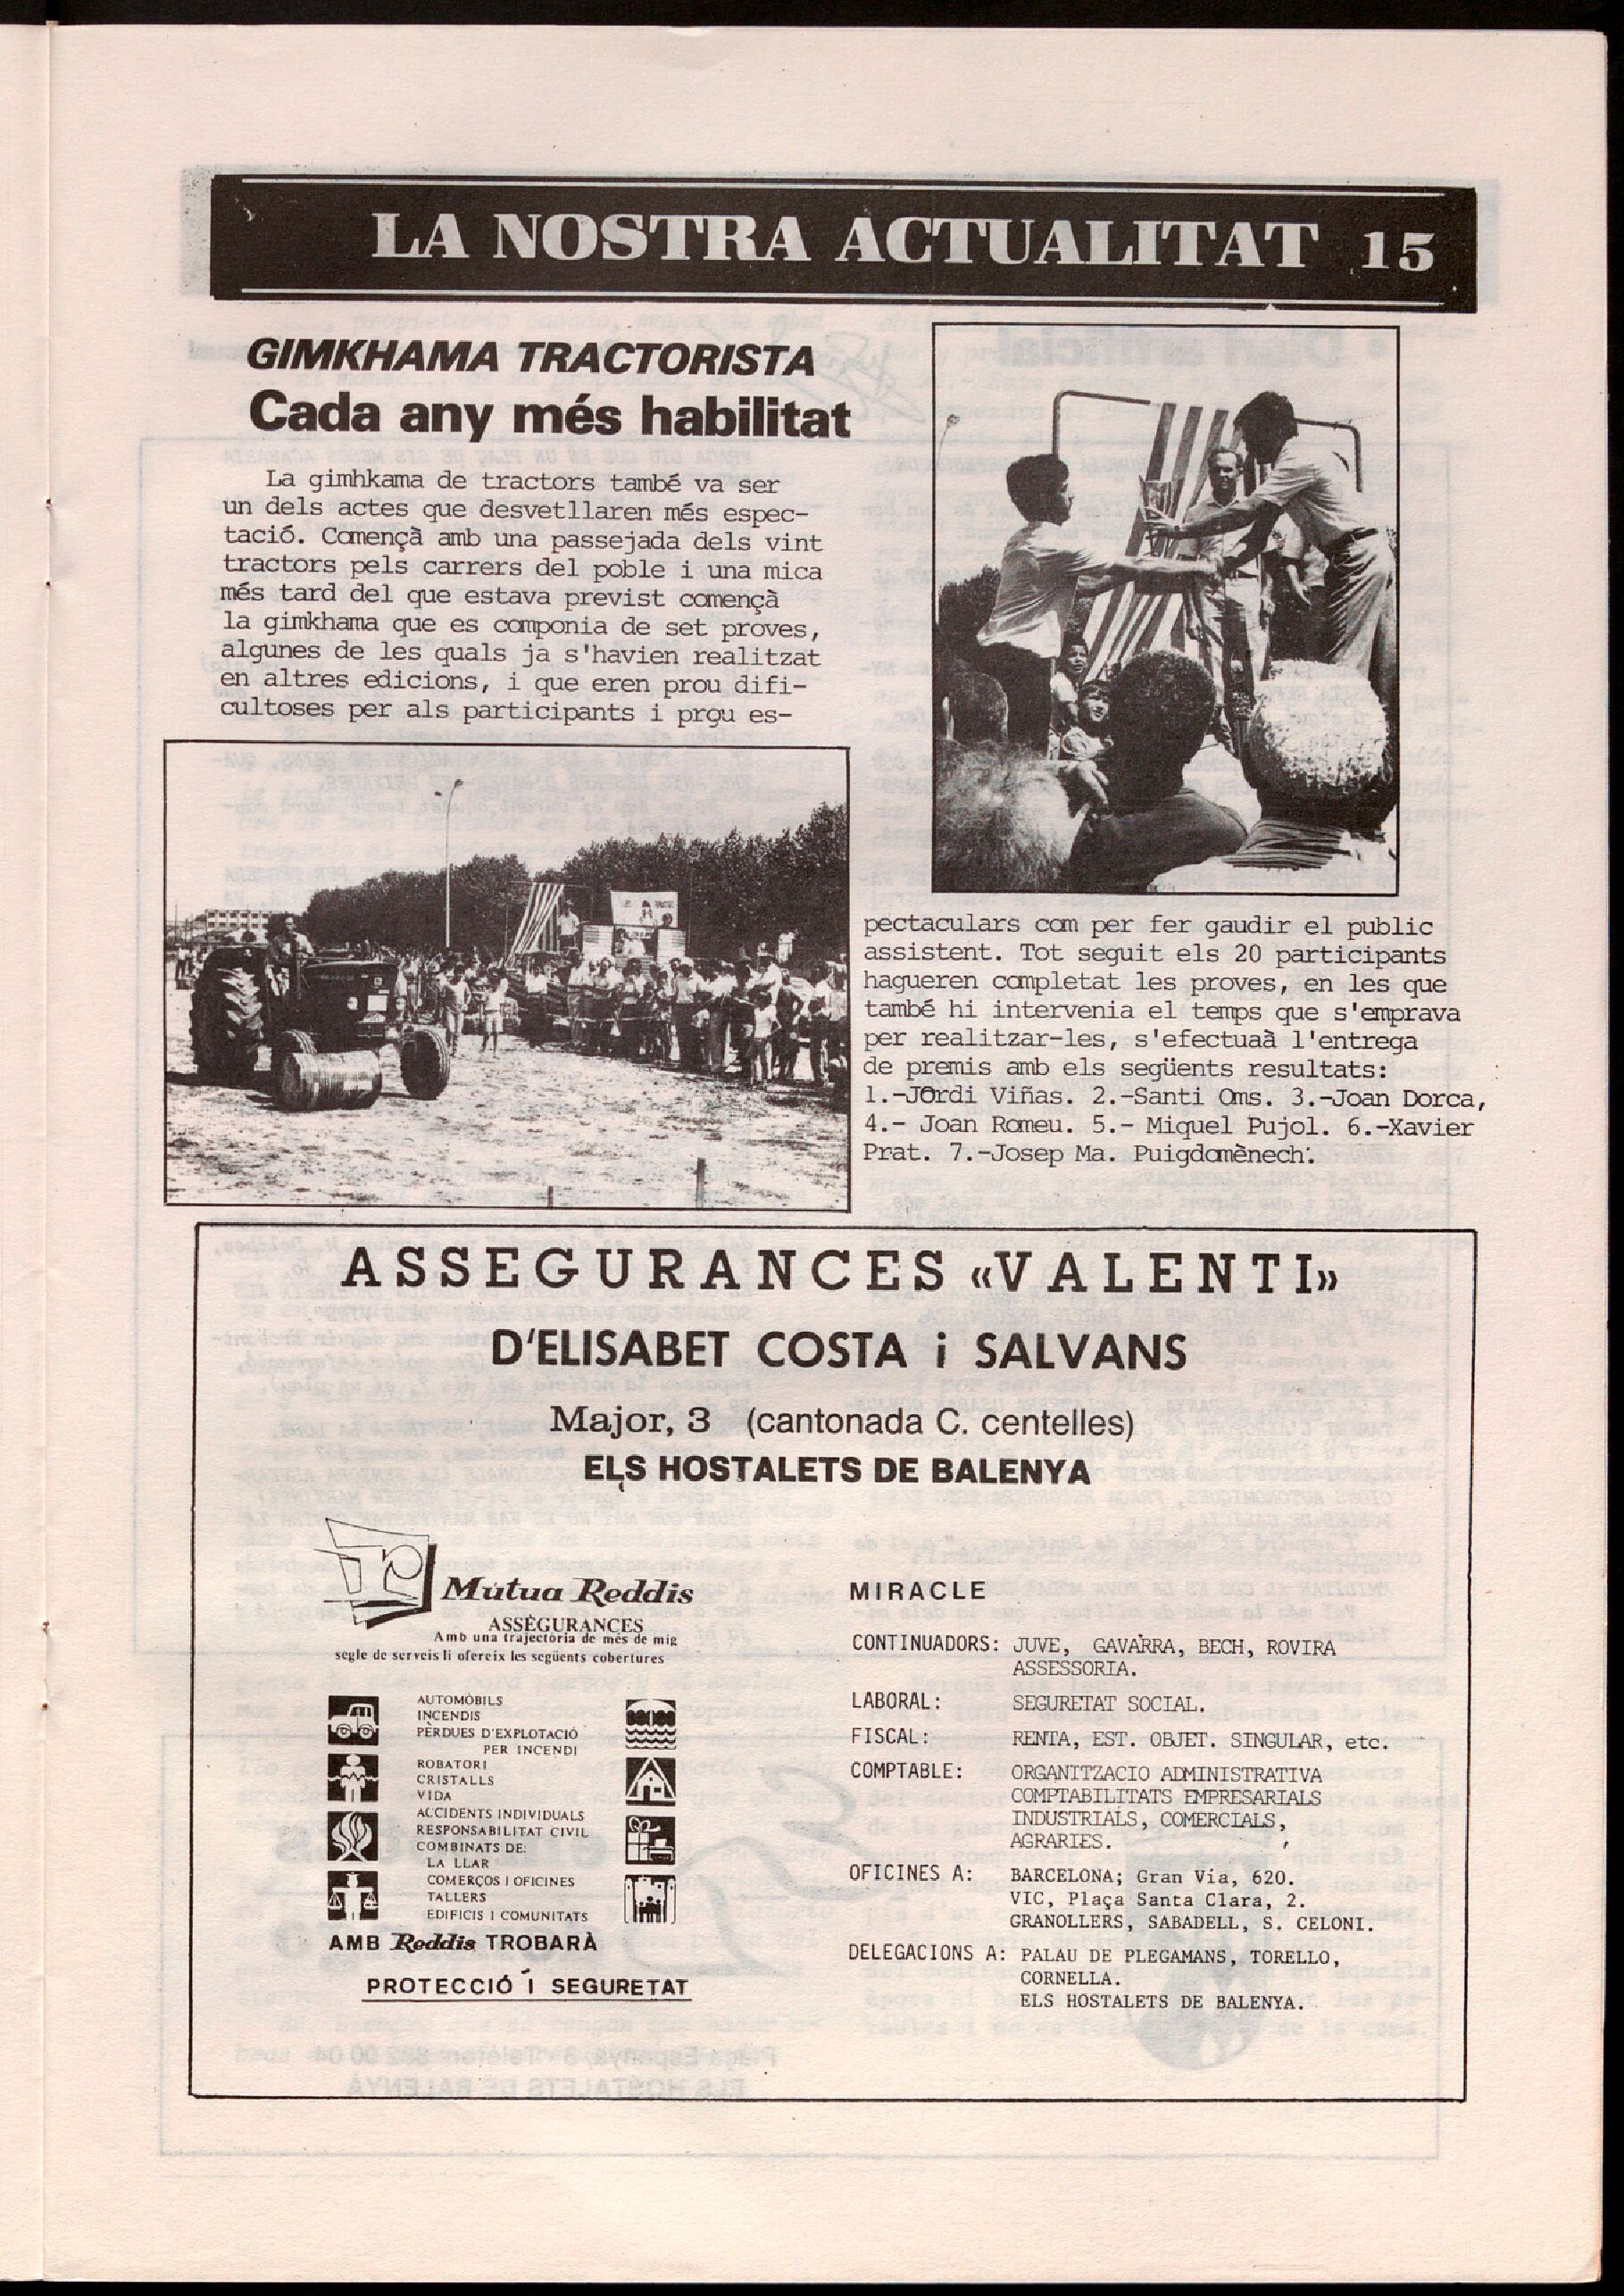 LA NOSTRA ACTUALITAT 15
GIMKHAMA TRACTORISTA
Cada any més habilitat
La gimhkama de tractors també va ser
un dels actes que desvetllaren més espec-
tació. Començà amb una passejada dels vint
tractors pels carrers del poble i una mica
més tard del que estava previst començà
la gimkhama que es componia de set proves,
algunes de les quals ja s'havien realitzat
en altres edicions, i que eren prou difi-
cultoses per als participants i prgu es-
pectaculars com per fer gaudir el public
assistent. Tot seguit els 20 participants
hagueren completat les proves, en les que
també hi intervenia el temps que s'emprava
per realitzar-les, s'efectuaà l'entrega
de premis amb els següents resultats:
1.-Jordi Viñas. 2.-Santi Oms. 3.-Joan Dorca,
4.- Joan Romeu. 5.- Miquel Pujol. 6.-Xavier
Prat. 7.-Josep Ma. Puigdomènech.
ASSEGURANCES «VALENTI»
D'ELISABET COSTA i SALVANS
Major, 3 (cantonada C. centelles)
ELS HOSTALETS DE BALENYA
Mútua Reddis
ASSEGURANCES
Amb una trajectòria de més de mig
segle de serveis li ofereix les següents cobertures
AUTOMÒBILS
INCENDIS
PÈRDUES D'EXPLOTACIÓ
PER INCENDI
ROBATORI
CRISTALLS
VIDA
ACCIDENTS INDIVIDUALS
RESPONSABILITAT CIVIL
COMBINATS DE:
LA LLAR
COMERÇOS I OFICINES
TALLERS
EDIFICIS I COMUNITATS
AMB Reddis TROBARÀ
PROTECCIÓ I SEGURETAT
MIRACLE
CONTINUADORS: JUVE, GAVARRA, BECH, ROVIRA
ASSESSORIA.
LABORAL: SEGURETAT SOCIAL.
FISCAL: RENTA, EST. OBJET. SINGULAR, etc.
COMPTABLE: ORGANITZACIO ADMINISTRATIVA
COMPTABILITATS EMPRESARIALS
INDUSTRIALS, COMERCIALS,
AGRARIES.
OFICINES A: BARCELONA; Gran Via, 620.
VIC, Plaça Santa Clara, 2.
GRANOLLERS, SABADELL, S. CELONI.
DELEGACIONS A: PALAU DE PLEGAMANS, TORELLO,
CORNELLA.
ELS HOSTALETS DE BALENYA.